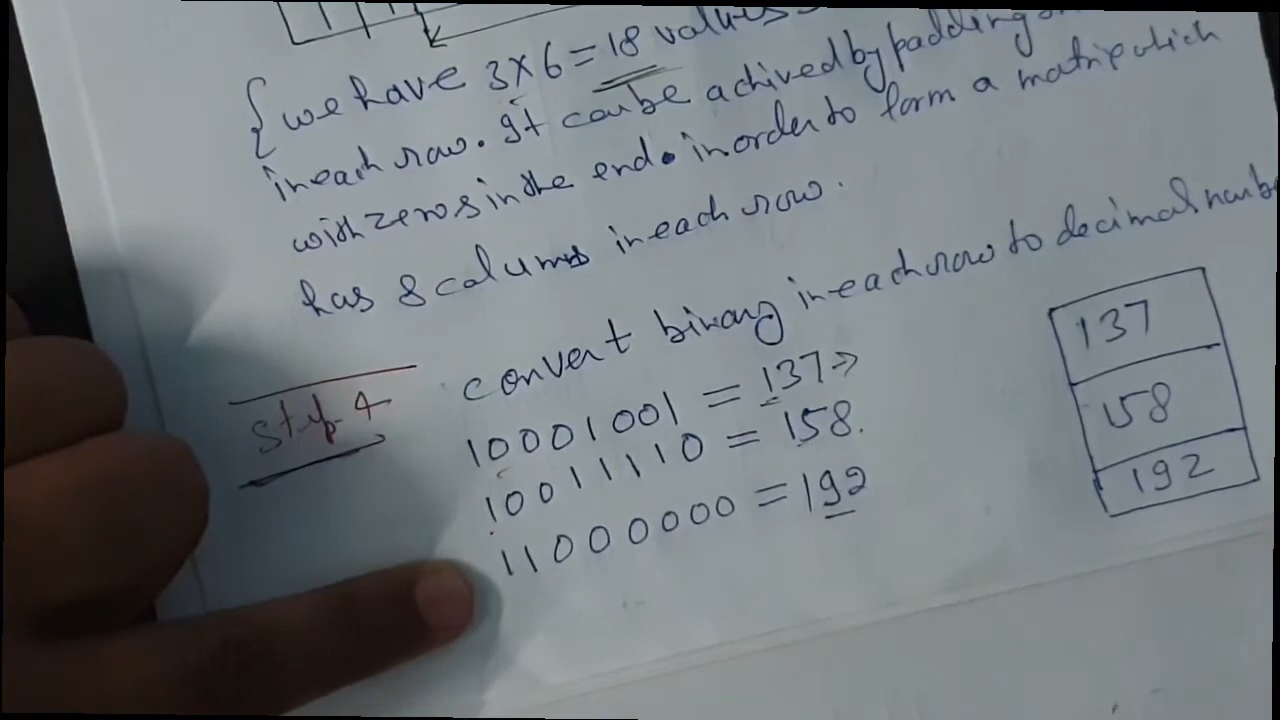 { we have 3×6=18 values
in each row. It can be achived by padding
with zeros in the end. in order to form a matrix which
has 8 columns in each row.
Step 4
convert binary in each row to decimal numb
10001001 = 137 ⇒
10011110 = 158.
11000000 = 192
137
158
192